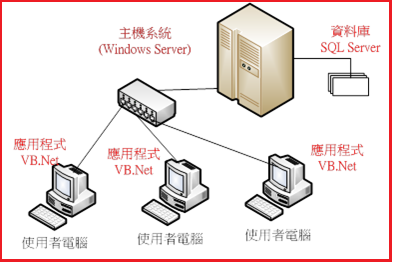 主機系統
(Windows Server)
資料庫
SQL Server
應用程式
VB.Net
應用程式
VB.Net
應用程式
VB.Net
使用者電腦
使用者電腦
使用者電腦